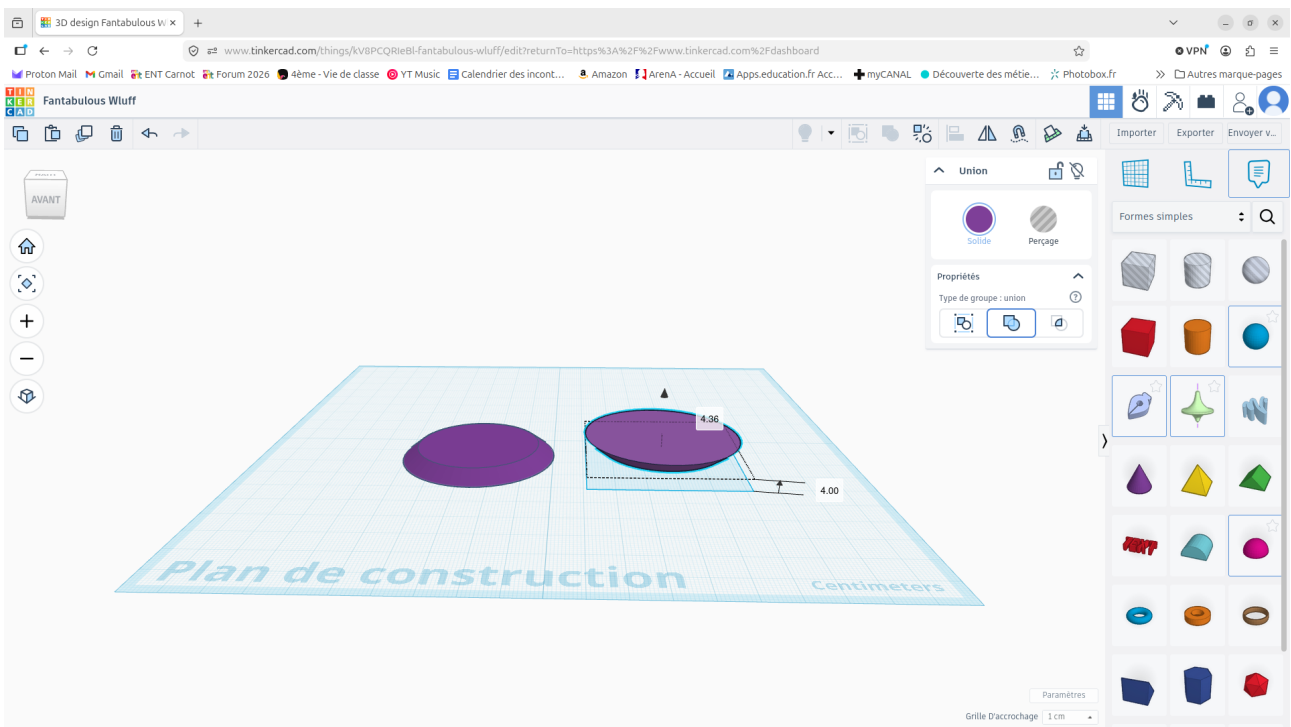 3D design Fantabulous W
www.tinkercad.com/things/kV8PCQRIeBl-fantabulous-wluff/edit?returnTo=https%3A%2F%2Fwww.tinkercad.com%2Fdashboard
VPN
Proton Mail Gmail ENT Carnot Forum 2026 4ème - Vie de classe YT Music Calendrier des incont... Amazon ArenA - Accueil Apps.education.fr Acc... myCANAL Découverte des métie... Photobox.fr Autres marque-pages
TIN
KER
CAD
Fantabulous Wluff
Importer Exporter Envoyer v...
Union
AVANT
Formes simples
Solide Perçage
Propriétés
Type de groupe : union
4.36
4.00
TEXT
Plan de construction
Centimeters
Paramètres
Grille D'accrochage 1 cm